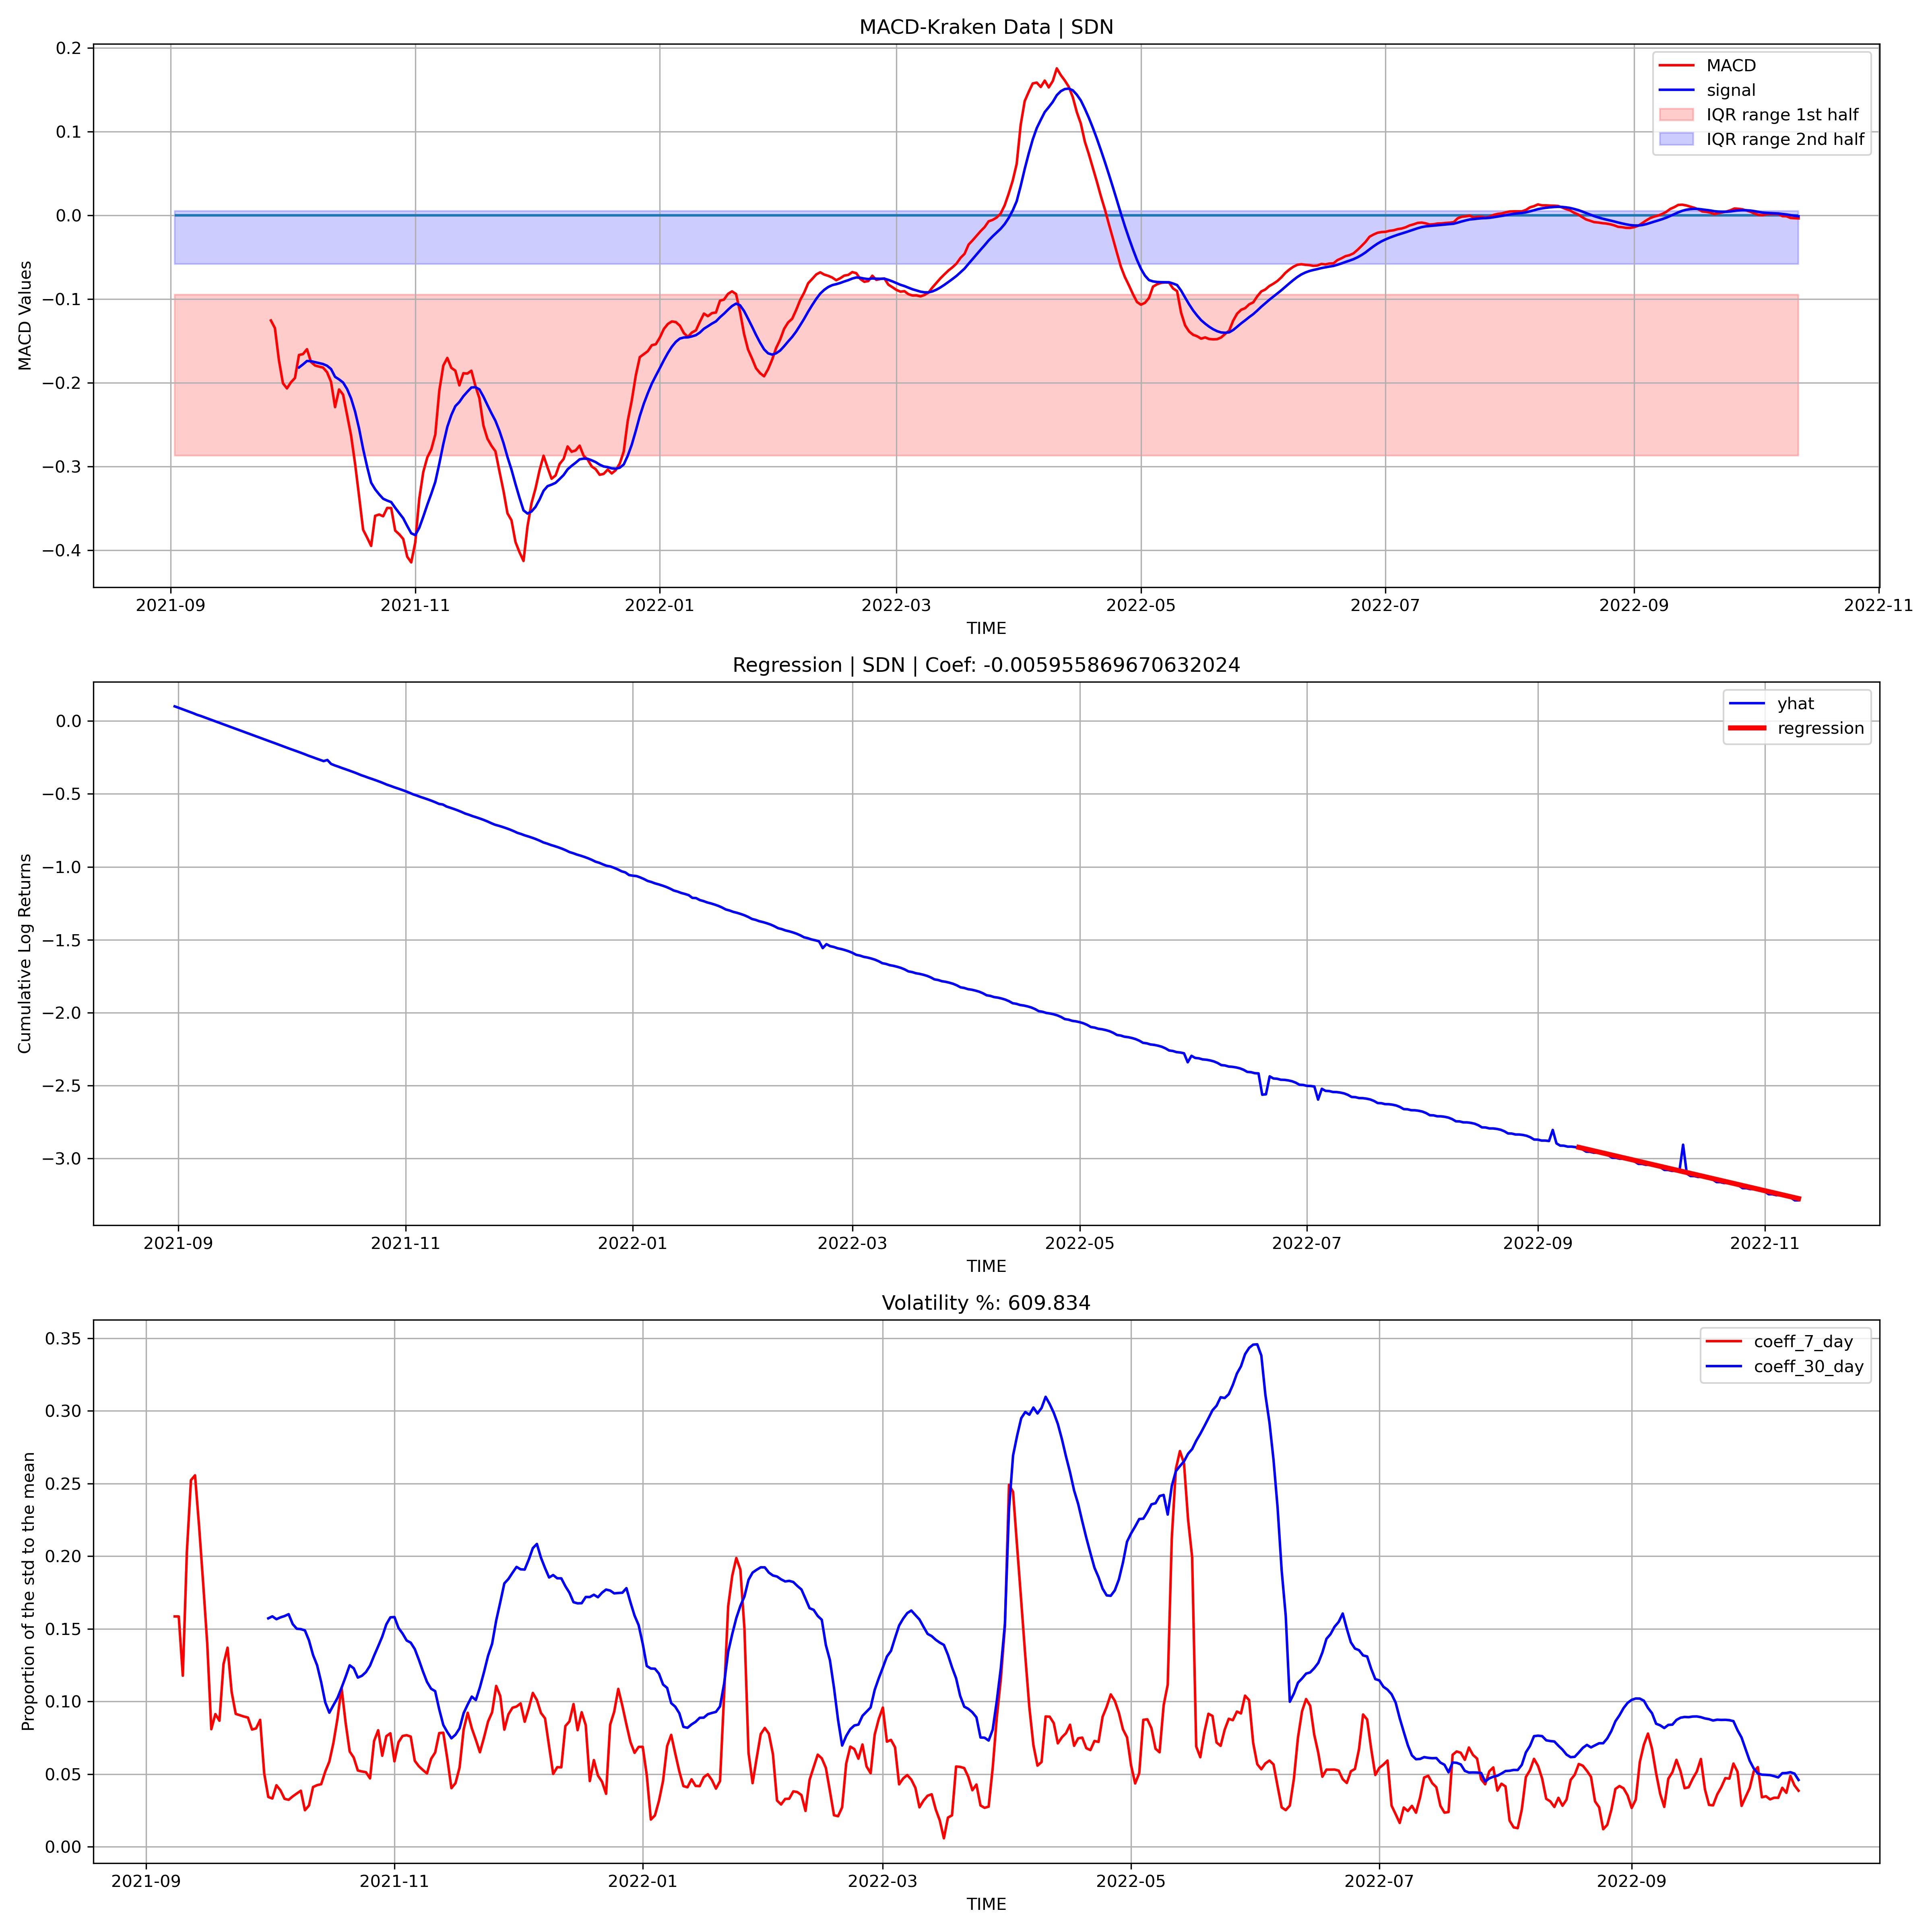 MACD-Kraken Data | SDN
MACD Values
0.2
0.1
0.0
−0.1
−0.2
−0.3
−0.4
MACD
signal
IQR range 1st half
IQR range 2nd half
2021-09 2021-11 2022-01 2022-03 2022-05 2022-07 2022-09 2022-11
TIME
Regression | SDN | Coef: -0.005955869670632024
Cumulative Log Returns
0.0
−0.5
−1.0
−1.5
−2.0
−2.5
−3.0
yhat
regression
2021-09 2021-11 2022-01 2022-03 2022-05 2022-07 2022-09 2022-11
TIME
Volatility %: 609.834
Proportion of the std to the mean
0.35
0.30
0.25
0.20
0.15
0.10
0.05
0.00
coeff_7_day
coeff_30_day
2021-09 2021-11 2022-01 2022-03 2022-05 2022-07 2022-09
TIME